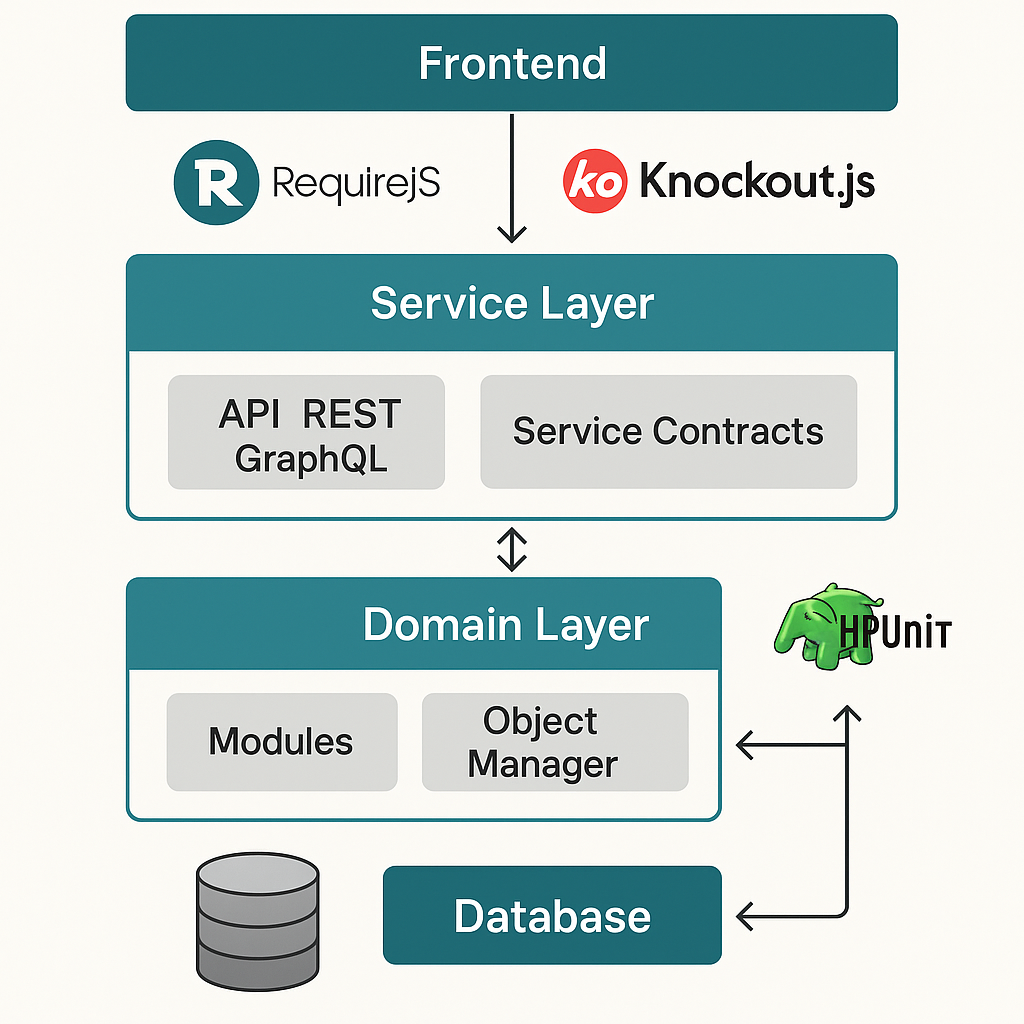 Frontend
R RequirejS
ko Knockout.js
Service Layer
API REST
GraphQL
Service Contracts
Domain Layer
HPUnit
Modules
Object
Manager
Database